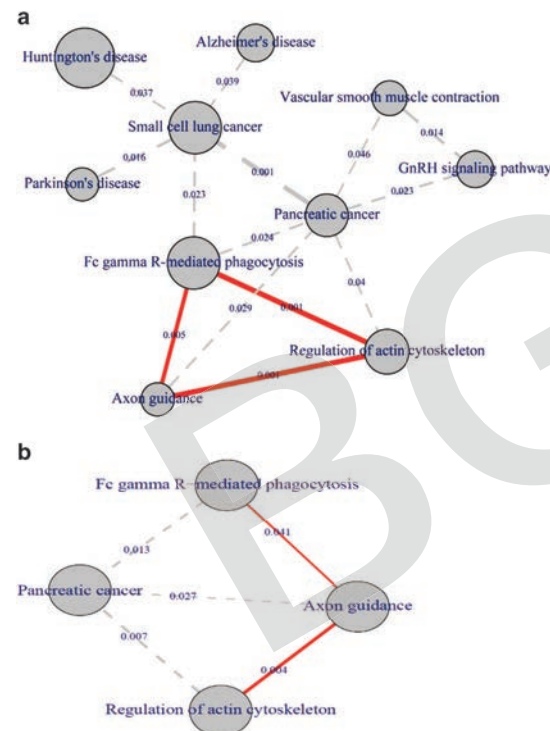 a
Alzheimer's disease
Huntington's disease
0.039
0.037
Vascular smooth muscle contraction
Small cell lung cancer
0.014
0.046
0.016
GnRH signaling pathway
0.001
Parkinson's disease
0.023
0.023
Pancreatic cancer
0.024
Fc gamma R-mediated phagocytosis
0.04
0.029
0.001
0.005
Regulation of actin cytoskeleton
0.001
Axon guidance
b
Fc gamma R-mediated phagocytosis
0.041
0.013
Pancreatic cancer
0.027
Axon guidance
0.007
0.004
Regulation of actin cytoskeleton
BG